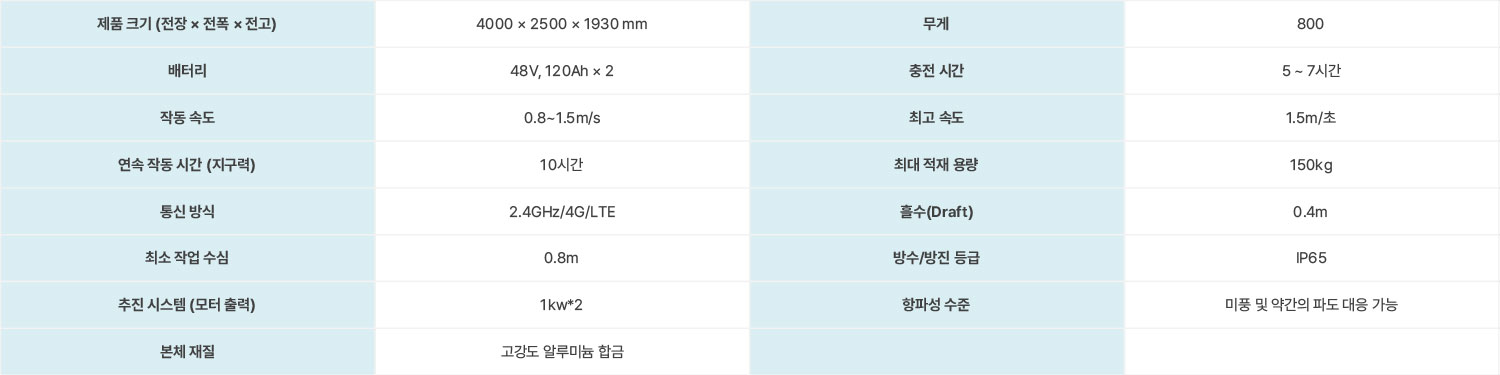 제품 크기 (전장 × 전폭 × 전고) 4000 × 2500 × 1930 mm 무게 800
배터리 48V, 120Ah × 2 충전 시간 5 ~ 7시간
작동 속도 0.8~1.5m/s 최고 속도 1.5m/초
연속 작동 시간 (지구력) 10시간 최대 적재 용량 150kg
통신 방식 2.4GHz/4G/LTE 흘수(Draft) 0.4m
최소 작업 수심 0.8m 방수/방진 등급 IP65
추진 시스템 (모터 출력) 1kw*2 항파성 수준 미풍 및 약간의 파도 대응 가능
본체 재질 고강도 알루미늄 합금